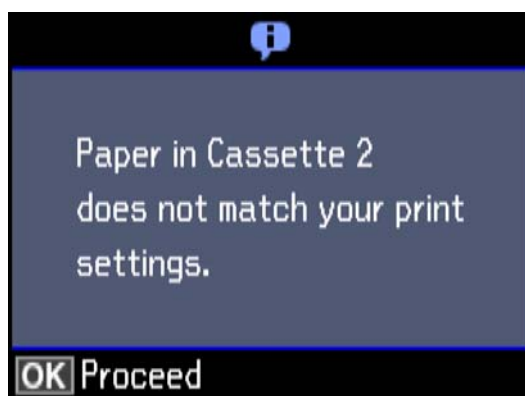 Paper in Cassette 2
does not match your print
settings.
OK Proceed